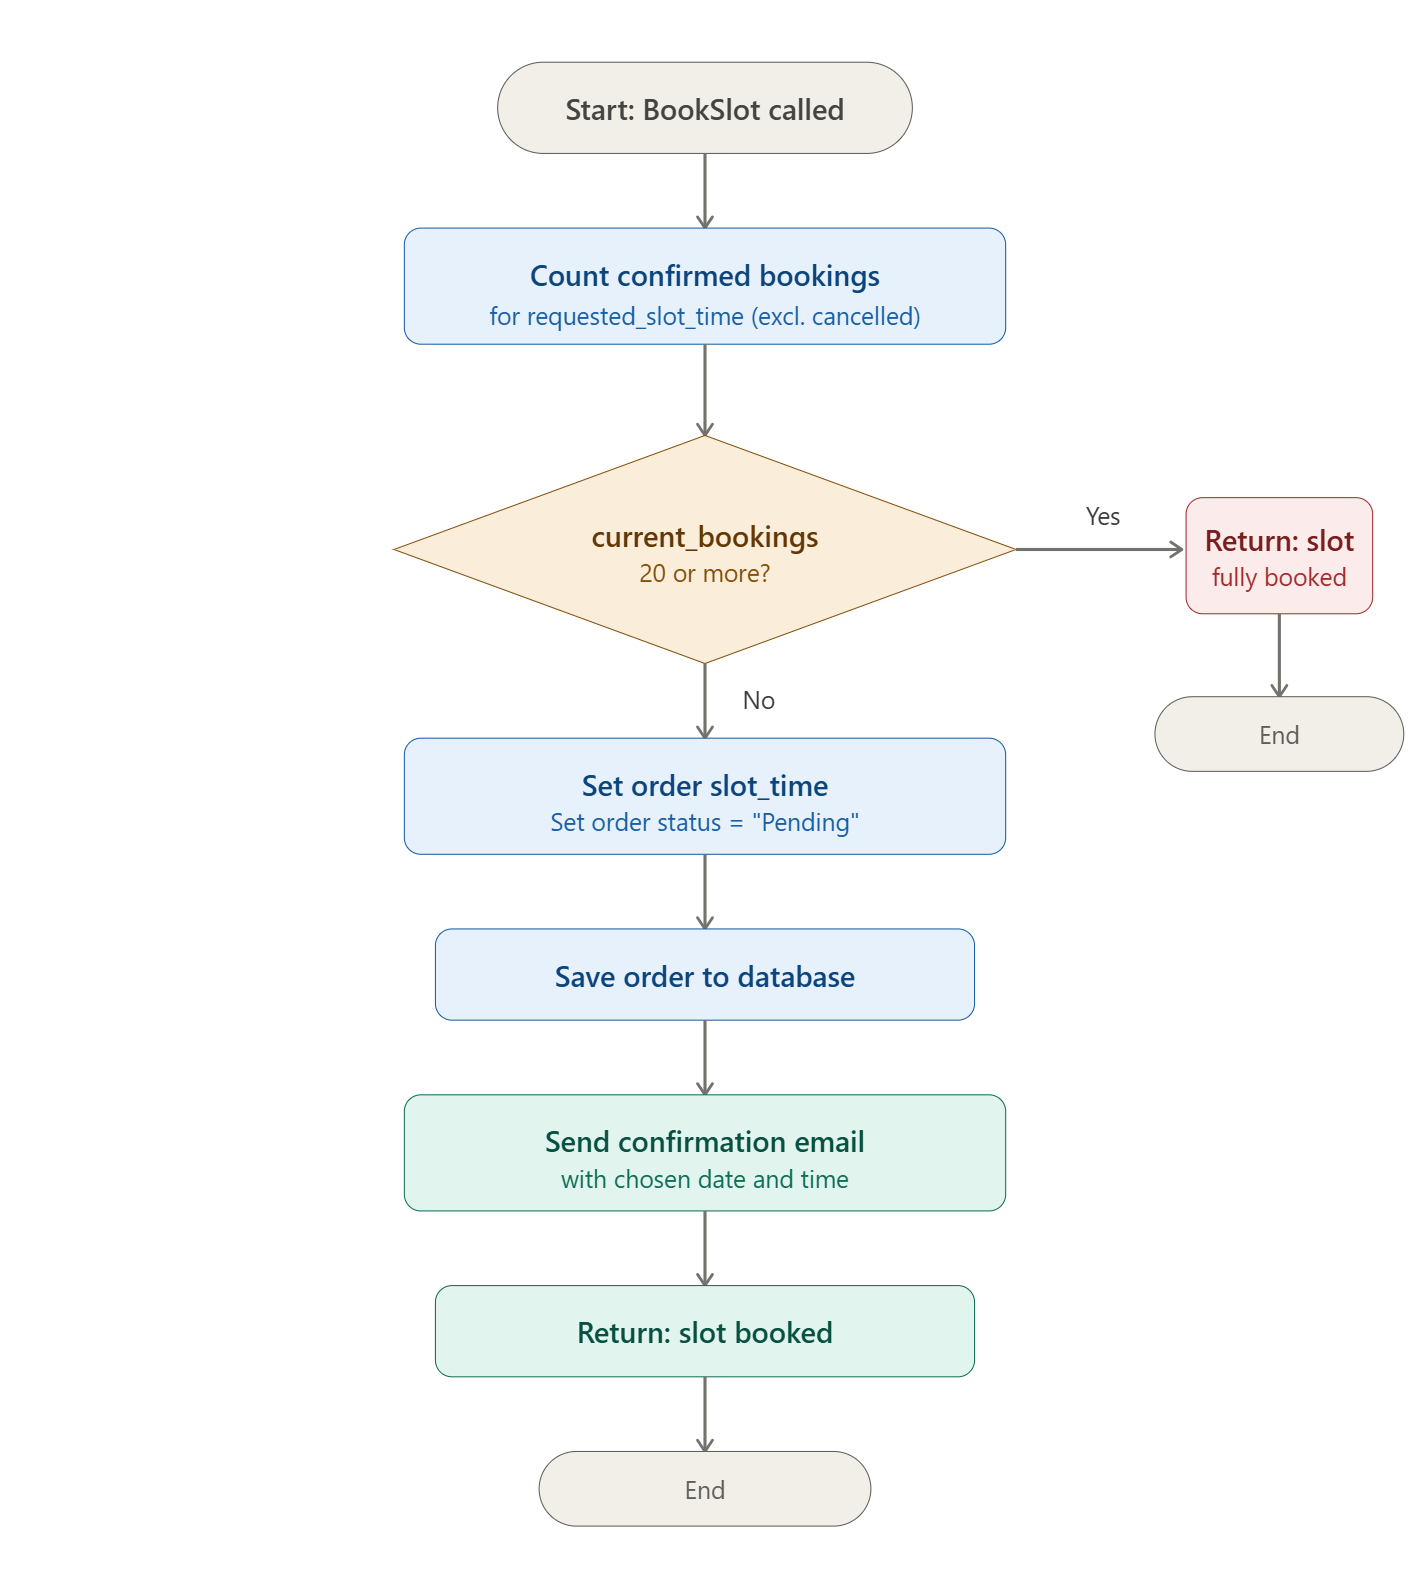 Start: BookSlot called
Count confirmed bookings
for requested_slot_time (excl. cancelled)
current_bookings
20 or more?
Yes
Return: slot
fully booked
End
No
Set order slot_time
Set order status = "Pending"
Save order to database
Send confirmation email
with chosen date and time
Return: slot booked
End